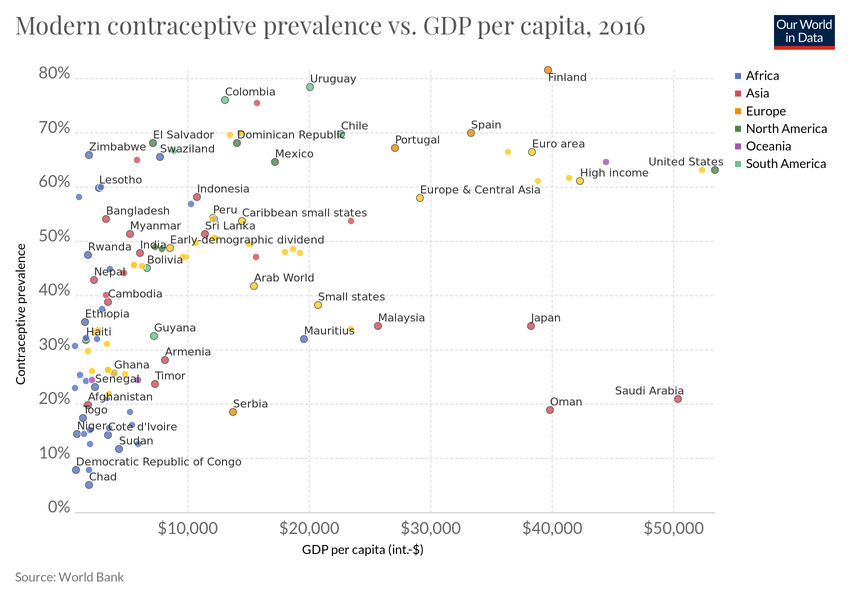 Modern contraceptive prevalence vs. GDP per capita, 2016
Our World
in Data
80%
70%
60%
50%
40%
30%
20%
10%
0%
Contraceptive prevalence
Finland
Uruguay
Colombia
Chile
Spain
El Salvador
Dominican Republic
Portugal
Euro area
Zimbabwe
Swaziland
Mexico
United States
High income
Lesotho
Indonesia
Europe & Central Asia
Bangladesh
Peru
Caribbean small states
Myanmar
Sri Lanka
Rwanda
India
Early-demographic dividend
Bolivia
Nepal
Arab World
Cambodia
Small states
Ethiopia
Malaysia
Japan
Haiti
Guyana
Mauritius
Armenia
Ghana
Senegal
Timor
Afghanistan
Saudi Arabia
Togo
Serbia
Oman
Niger
Cote d'Ivoire
Sudan
Democratic Republic of Congo
Chad
$10,000
$20,000
$30,000
$40,000
$50,000
GDP per capita (int.-$)
Africa
Asia
Europe
North America
Oceania
South America
Source: World Bank